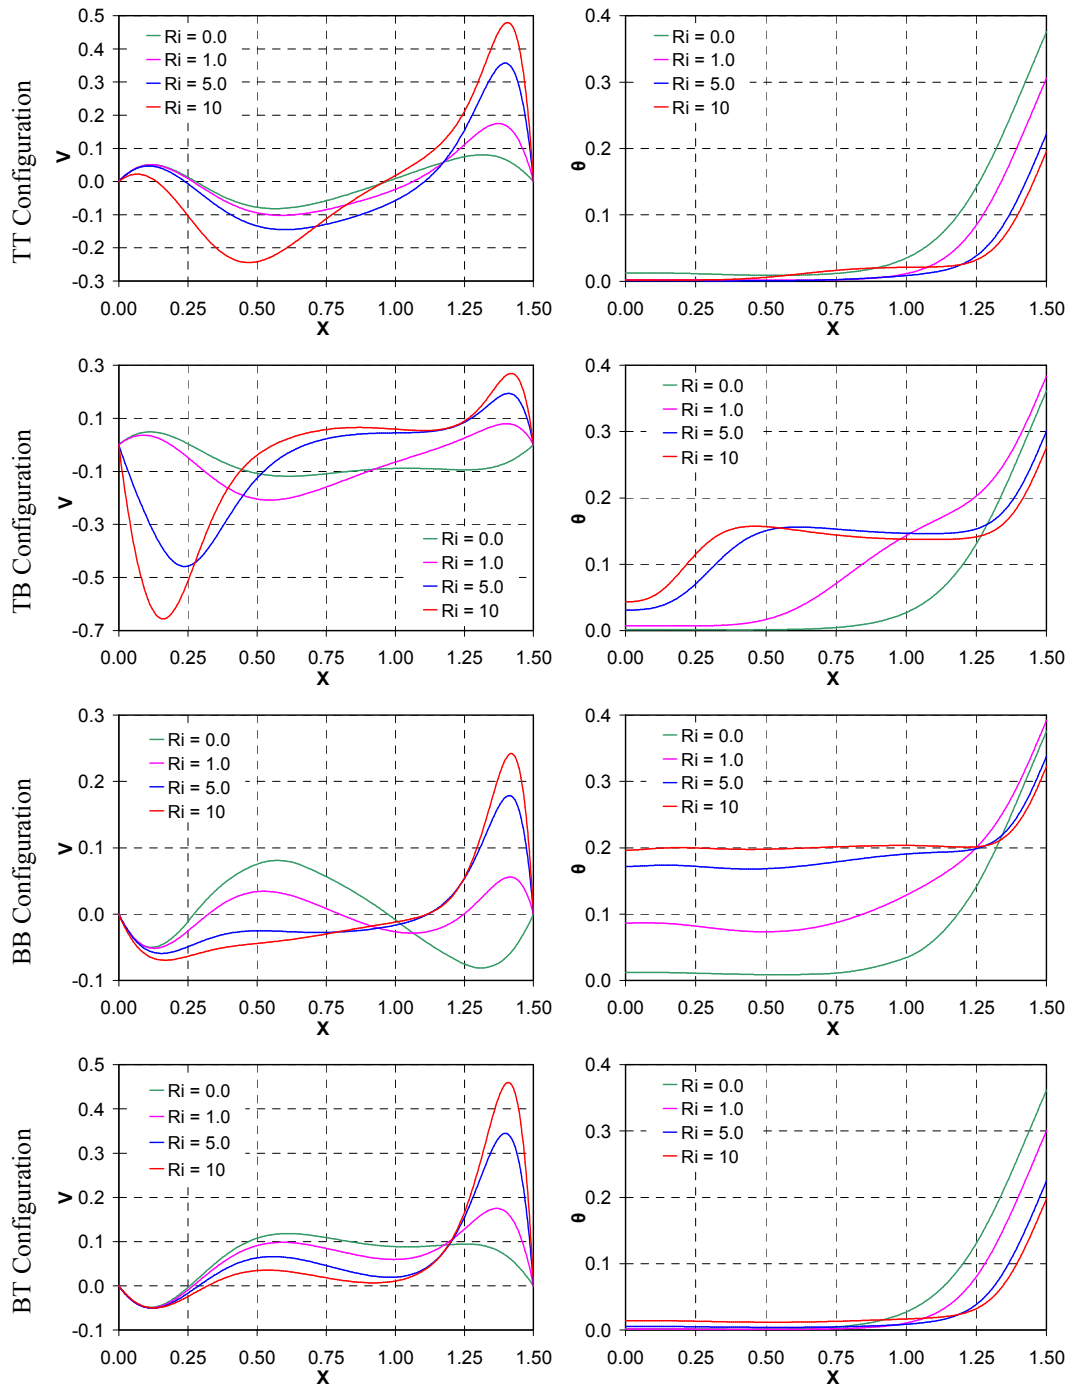 TT Configuration
0.5
0.4
0.3
0.2
0.1
0.0
-0.1
-0.2
-0.3
V
Ri = 0.0
Ri = 1.0
Ri = 5.0
Ri = 10
0.00 0.25 0.50 0.75 1.00 1.25 1.50
X
0.4
0.3
0.2
0.1
0.0
θ
Ri = 0.0
Ri = 1.0
Ri = 5.0
Ri = 10
0.00 0.25 0.50 0.75 1.00 1.25 1.50
X
TB Configuration
0.3
0.1
-0.1
-0.3
-0.5
-0.7
V
Ri = 0.0
Ri = 1.0
Ri = 5.0
Ri = 10
0.00 0.25 0.50 0.75 1.00 1.25 1.50
X
0.4
0.3
0.2
0.1
0.0
θ
Ri = 0.0
Ri = 1.0
Ri = 5.0
Ri = 10
0.00 0.25 0.50 0.75 1.00 1.25 1.50
X
BB Configuration
0.3
0.2
0.1
0.0
-0.1
V
Ri = 0.0
Ri = 1.0
Ri = 5.0
Ri = 10
0.00 0.25 0.50 0.75 1.00 1.25 1.50
X
0.4
0.3
0.2
0.1
0.0
θ
Ri = 0.0
Ri = 1.0
Ri = 5.0
Ri = 10
0.00 0.25 0.50 0.75 1.00 1.25 1.50
X
BT Configuration
0.5
0.4
0.3
0.2
0.1
0.0
-0.1
V
Ri = 0.0
Ri = 1.0
Ri = 5.0
Ri = 10
0.00 0.25 0.50 0.75 1.00 1.25 1.50
X
0.4
0.3
0.2
0.1
0.0
θ
Ri = 0.0
Ri = 1.0
Ri = 5.0
Ri = 10
0.00 0.25 0.50 0.75 1.00 1.25 1.50
X